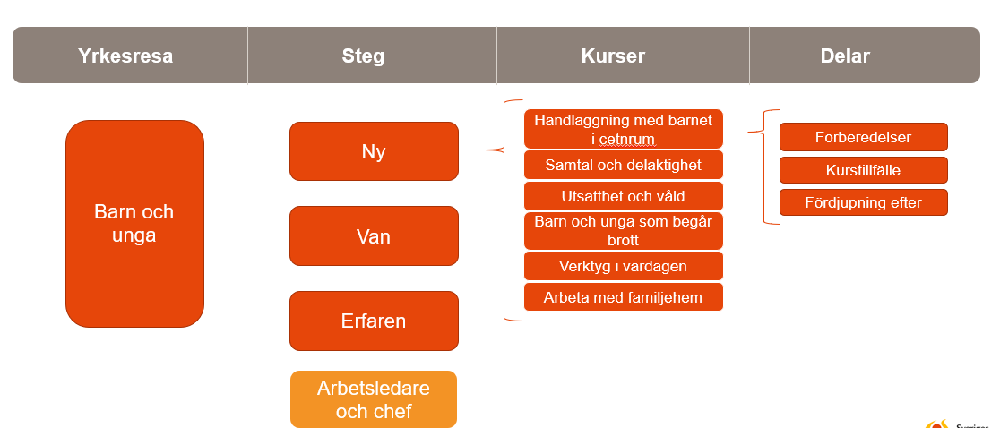 Yrkesresa
Steg
Kurser
Delar
Barn och
unga
Ny
Van
Erfaren
Arbetsledare
och chef
Handläggning med barnet
i cetnrum
Samtal och delaktighet
Utsatthet och våld
Barn och unga som begår
brott
Verktyg i vardagen
Arbeta med familjehem
Förberedelser
Kurstillfälle
Fördjupning efter